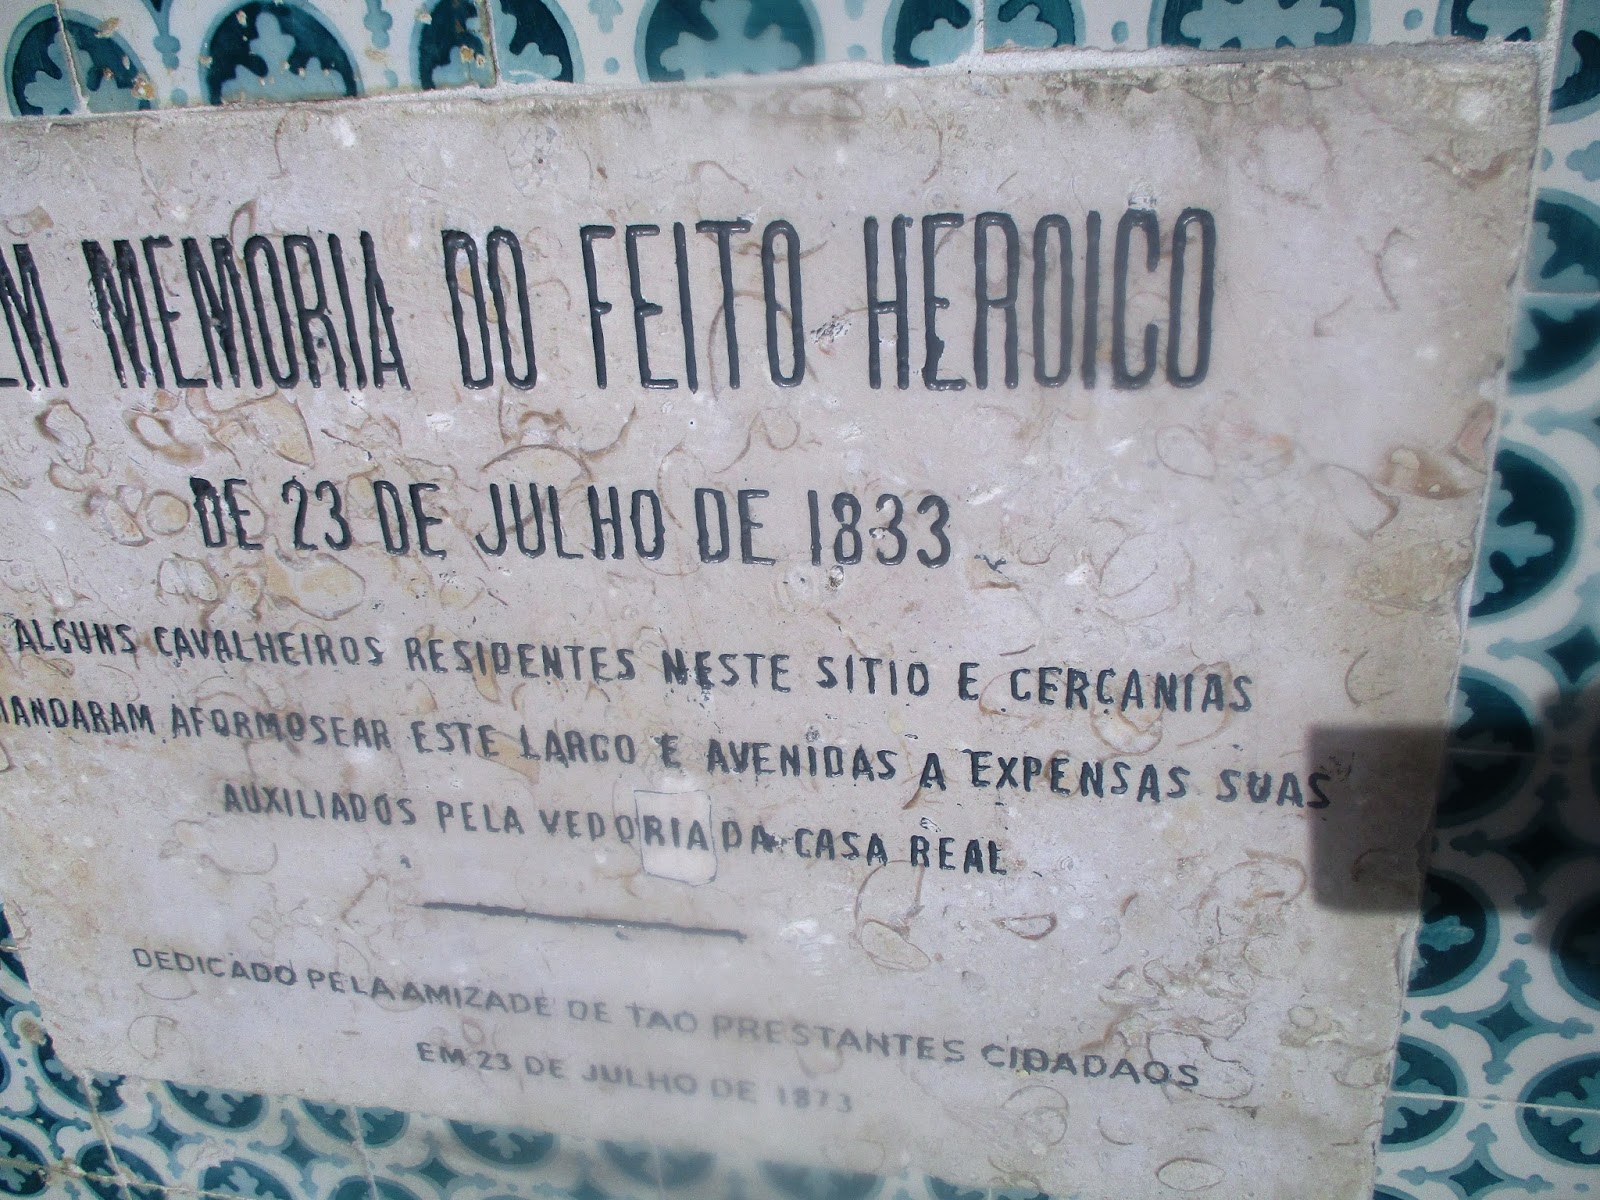 EM MEMORIA DO FEITO HEROICO
DE 23 DE JULHO DE 1833
ALGUNS CAVALHEIROS RESIDENTES NESTE SITIO E CERCANIAS
MANDARAM AFORMOSEAR ESTE LARGO E AVENIDAS A EXPENSAS SUAS
AUXILIADOS PELA VEDORIA DA CASA REAL
DEDICADO PELA AMIZADE DE TAO PRESTANTES CIDADAOS
EM 23 DE JULHO DE 1873